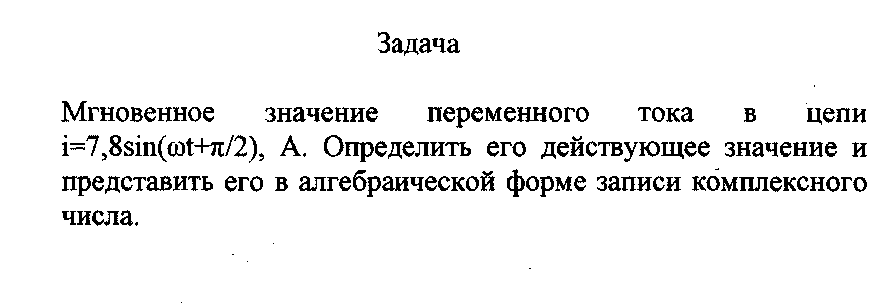 Задача
Мгновенное значение переменного тока в цепи
i=7,8sin(ωt+π/2), А. Определить его действующее значение и
представить его в алгебраической форме записи комплексного
числа.